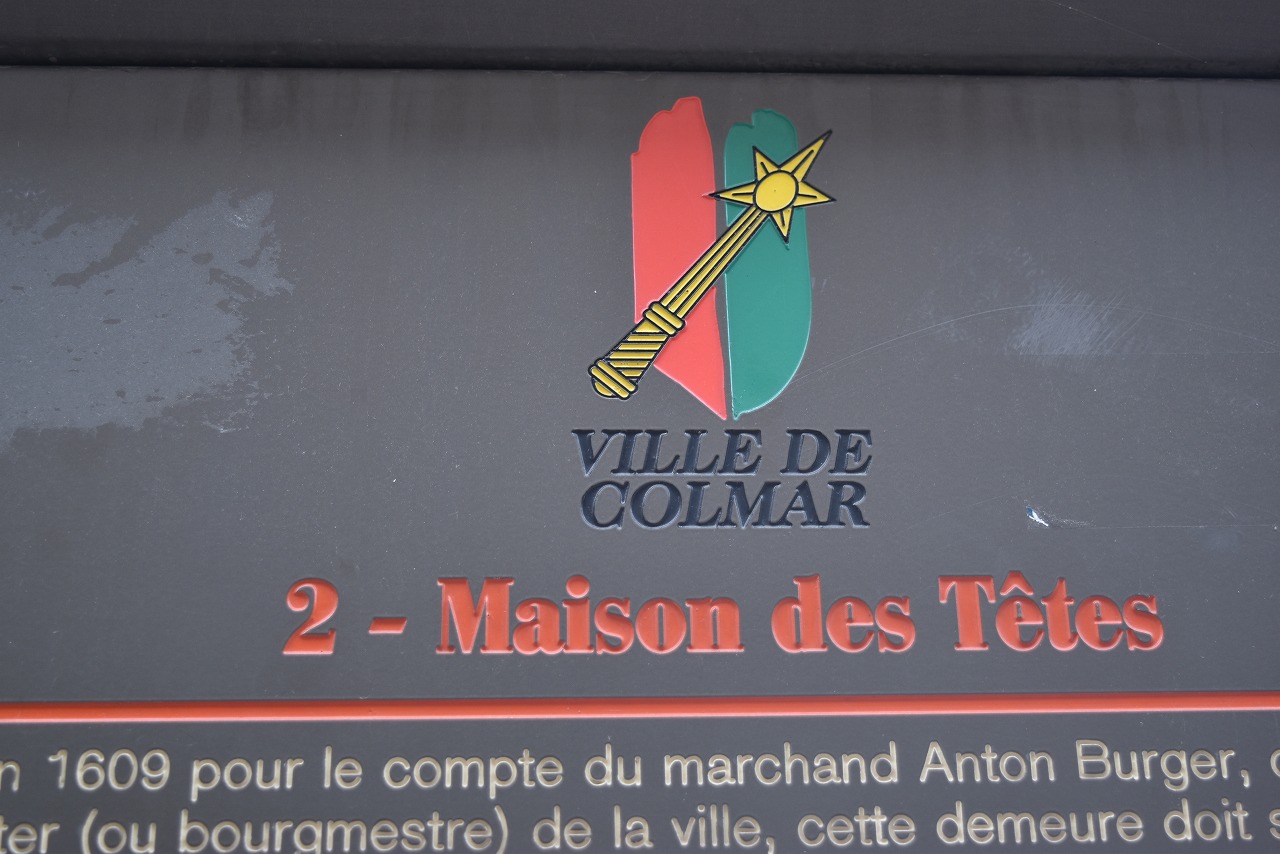 VILLE DE
COLMAR
2 - Maison des Têtes
n 1609 pour le compte du marchand Anton Burger,
ter (ou bourgmestre) de la ville, cette demeure doit